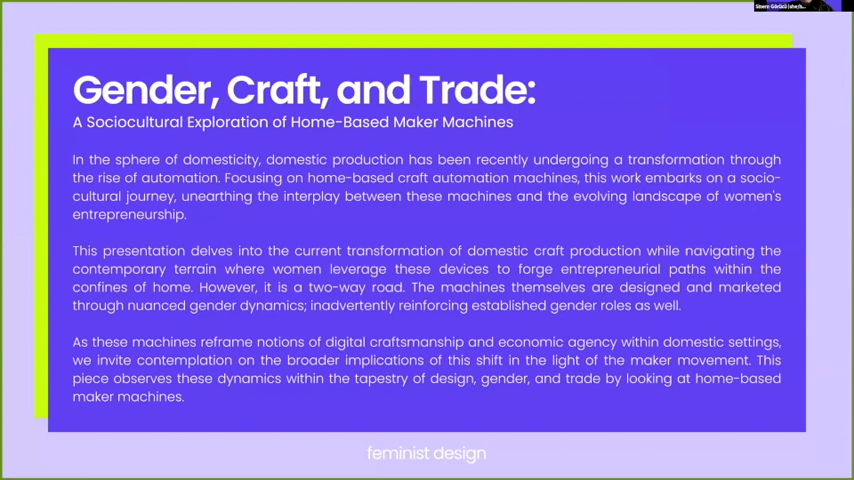 Sinem Görücü (she/h...
Gender, Craft, and Trade:
A Sociocultural Exploration of Home-Based Maker Machines
In the sphere of domesticity, domestic production has been recently undergoing a transformation through
the rise of automation. Focusing on home-based craft automation machines, this work embarks on a socio-
cultural journey, unearthing the interplay between these machines and the evolving landscape of women's
entrepreneurship.
This presentation delves into the current transformation of domestic craft production while navigating the
contemporary terrain where women leverage these devices to forge entrepreneurial paths within the
confines of home. However, it is a two-way road. The machines themselves are designed and marketed
through nuanced gender dynamics; inadvertently reinforcing established gender roles as well.
As these machines reframe notions of digital craftsmanship and economic agency within domestic settings,
we invite contemplation on the broader implications of this shift in the light of the maker movement. This
piece observes these dynamics within the tapestry of design, gender, and trade by looking at home-based
maker machines.
feminist design